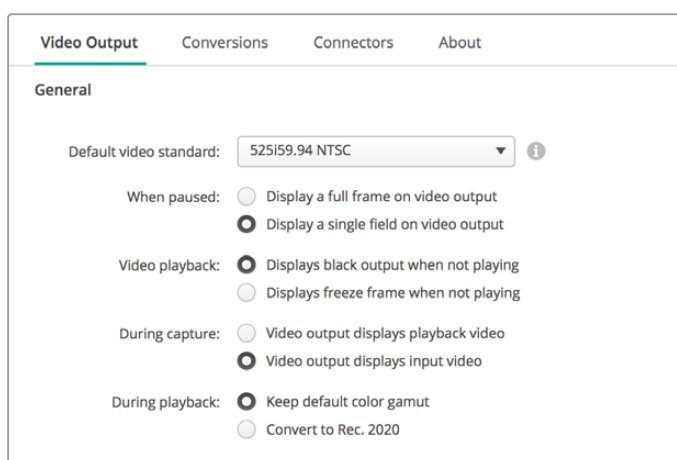 Video Output Conversions Connectors About
General
Default video standard: 525i59.94 NTSC
When paused: Display a full frame on video output
Display a single field on video output
Video playback: Displays black output when not playing
Displays freeze frame when not playing
During capture: Video output displays playback video
Video output displays input video
During playback: Keep default color gamut
Convert to Rec. 2020